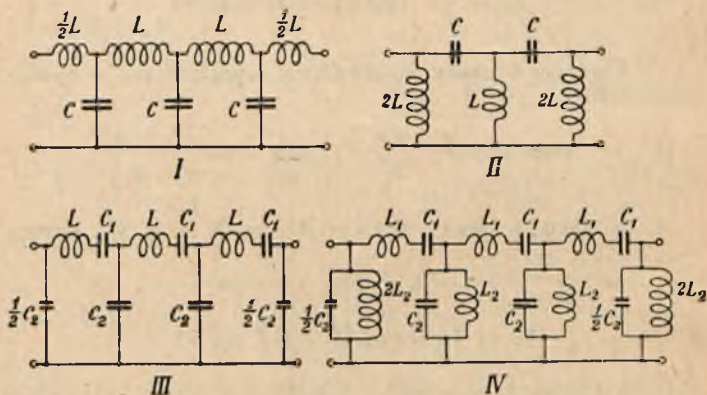 ½L L L ½L
C C C
I
C C
2L L 2L
II
L C₁ L C₁ L C₁
½C₂ C₂ C₂ ½C₂
III
L₁ C₁ L₁ C₁ L₁ C₁
½C₂ 2L₂ C₂ L₂ C₂ L₂ ½C₂ 2L₂
IV